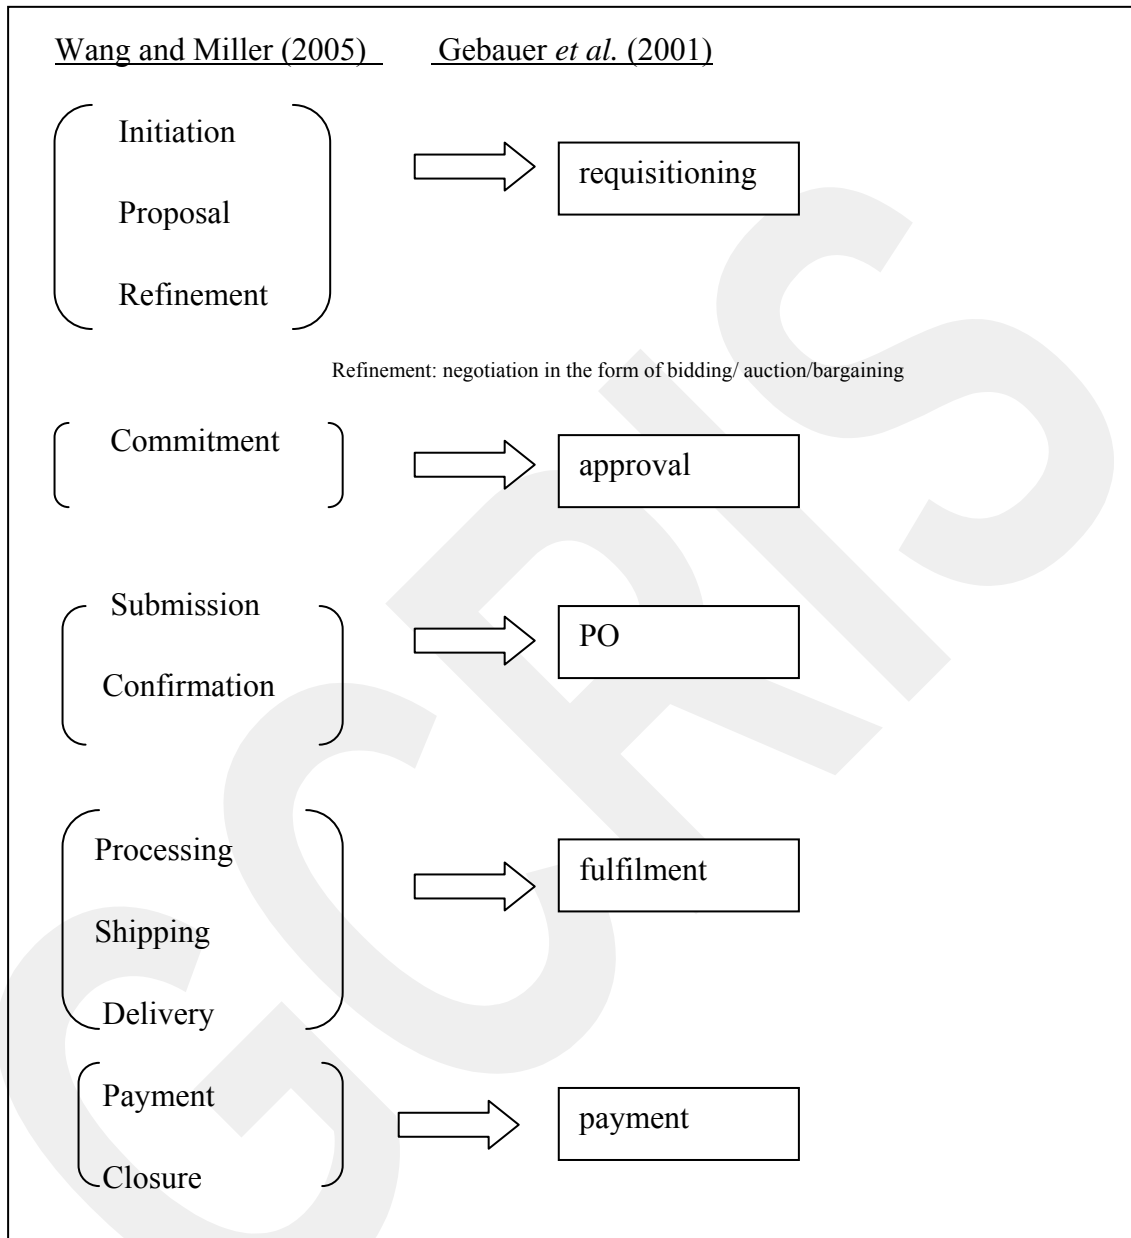 Wang and Miller (2005) Gebauer et al. (2001)
Initiation
requisitioning
Proposal
Refinement
Refinement: negotiation in the form of bidding/ auction/bargaining
Commitment
approval
Submission
PO
Confirmation
Processing
fulfilment
Shipping
Delivery
Payment
payment
Closure
GCRIS